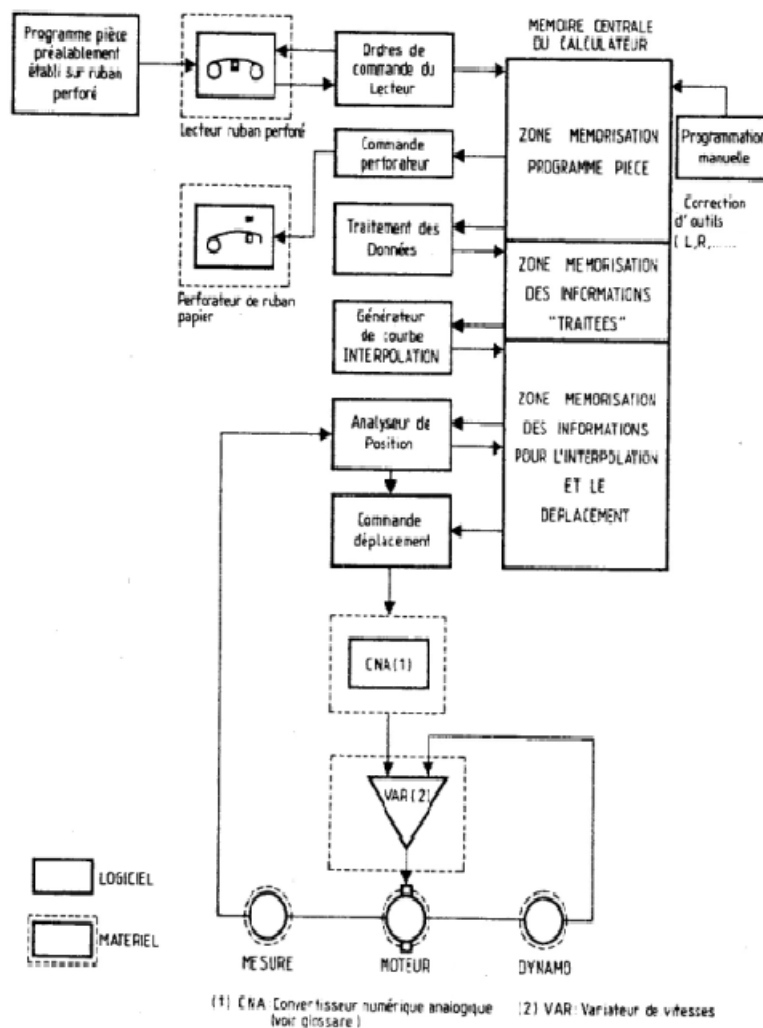 Programme pièce
préalablement
établi sur ruban
perforé
Lecteur ruban perforé
Ordres de
commande du
Lecteur
MEMOIRE CENTRALE
DU CALCULATEUR
ZONE MEMORISATION
PROGRAMME PIECE
Programmation
manuelle
Correction
d'outils
( L,R,......
Commande
perforateur
Perforateur de ruban
papier
Traitement des
Données
ZONE MEMORISATION
DES INFORMATIONS
"TRAITEES"
Générateur
de courbe
INTERPOLATION
ZONE MEMORISATION
DES INFORMATIONS
POUR L'INTERPOLATION
ET LE
DEPLACEMENT
Analyseur de
Position
Commande
déplacement
CNA(1)
VAR(2)
LOGICIEL
MATERIEL
MESURE
MOTEUR
DYNAMO
(1) CNA: Convertisseur numérique analogique
(voir glossaire)
(2) VAR: Variateur de vitesses